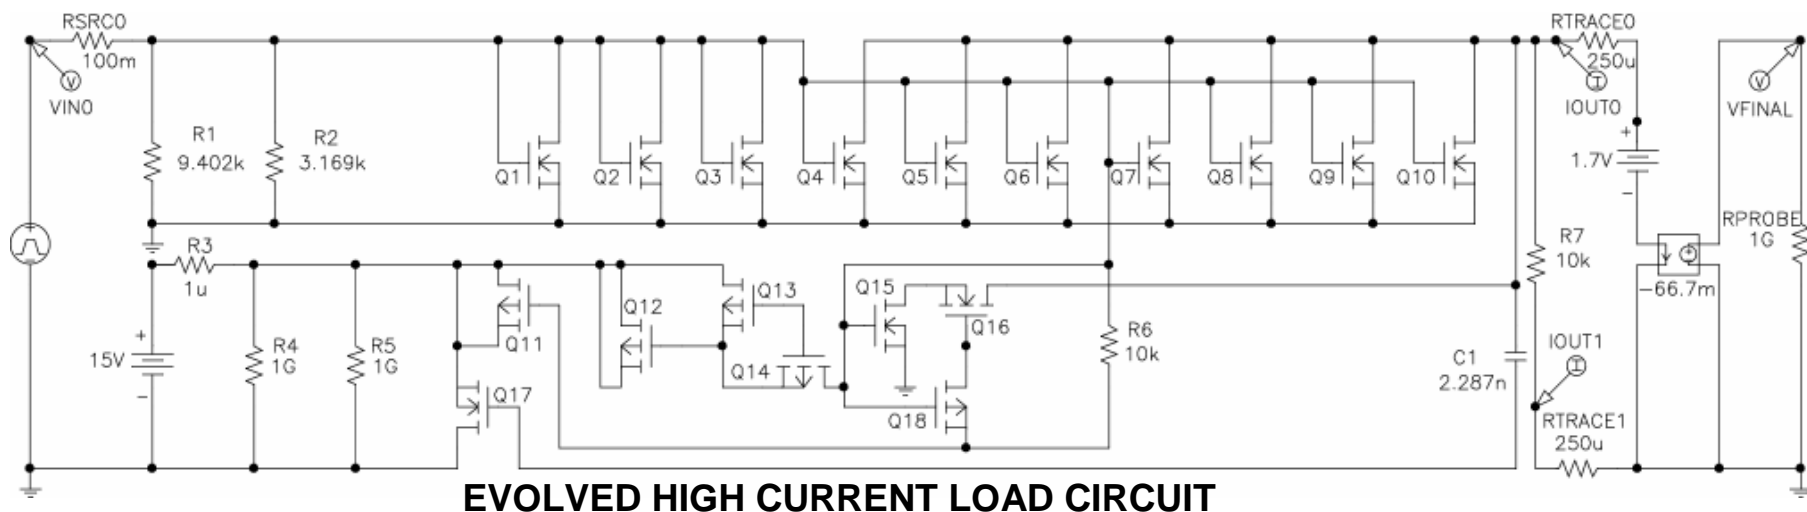 RSRC0
100m
V
VIN0
RTRACE0
250u
I
IOUT0
V
VFINAL
R1
9.402k
R2
3.169k
Q1
Q2
Q3
Q4
Q5
Q6
Q7
Q8
Q9
Q10
+
1.7V
-
+
R3
1u
R7
10k
RPROBE
1G
+
-66.7m
Q11
Q12
Q13
Q14
Q15
Q16
R6
10k
+
15V
-
R4
1G
R5
1G
Q17
Q18
C1
2.287n
IOUT1
I
RTRACE1
250u
EVOLVED HIGH CURRENT LOAD CIRCUIT